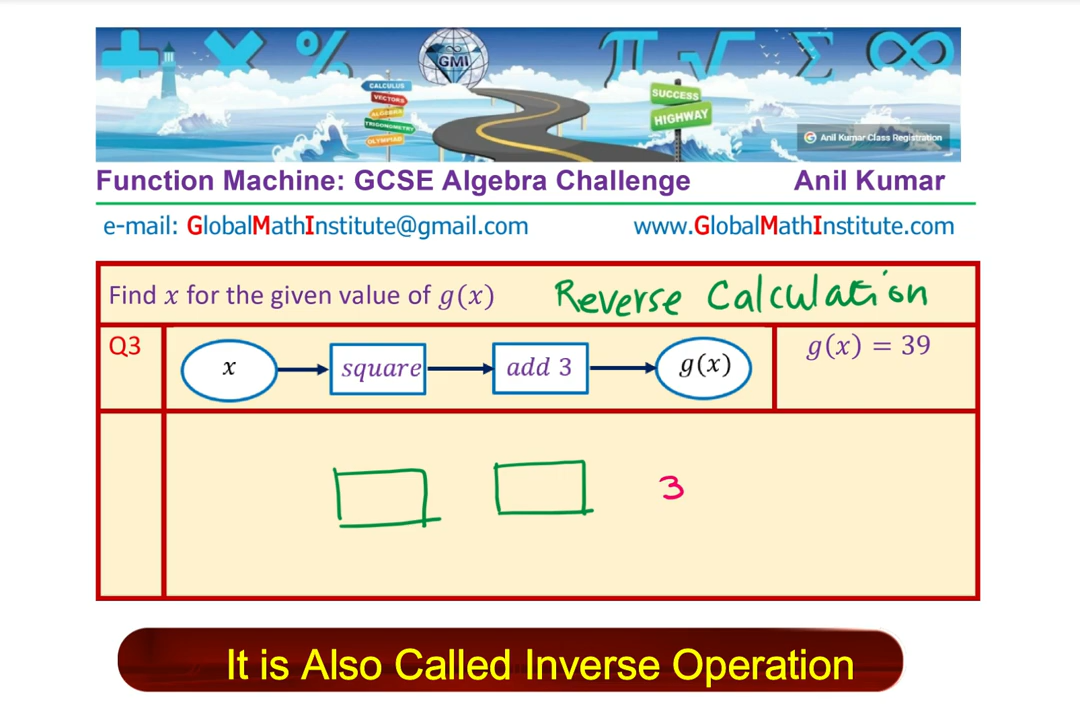 GMI
CALCULUS
VECTORS
ALGEBRA
TRIGONOMETRY
OLYMPIAD
SUCCESS
HIGHWAY
Anil Kumar Class Registration
Function Machine: GCSE Algebra Challenge Anil Kumar
e-mail: GlobalMathInstitute@gmail.com www.GlobalMathInstitute.com
Find x for the given value of g(x) Reverse Calculation
Q3 x square add 3 g(x) g(x) = 39
3
It is Also Called Inverse Operation